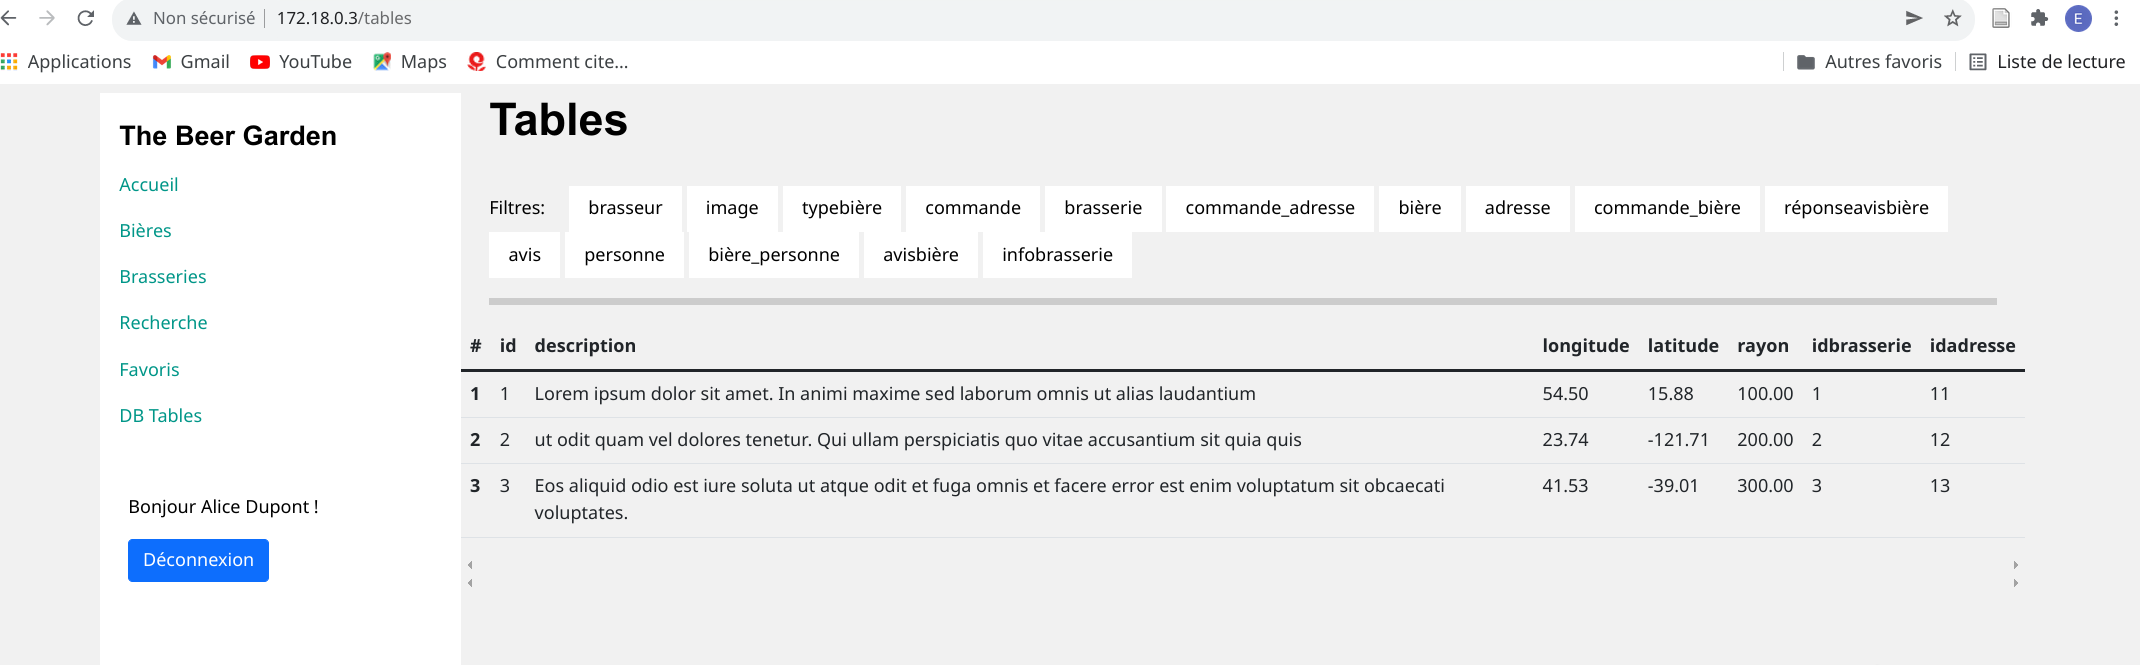 Non sécurisé 172.18.0.3/tables E
Applications Gmail YouTube Maps Comment cite... Autres favoris Liste de lecture
The Beer Garden
Accueil
Bières
Brasseries
Recherche
Favoris
DB Tables
Bonjour Alice Dupont !
Déconnexion
Tables
Filtres: brasseur image typebière commande brasserie commande_adresse bière adresse commande_bière réponseavisbière
avis personne bière_personne avisbière infobrasserie
# id description longitude latitude rayon idbrasserie idadresse
1 1 Lorem ipsum dolor sit amet. In animi maxime sed laborum omnis ut alias laudantium 54.50 15.88 100.00 1 11
2 2 ut odit quam vel dolores tenetur. Qui ullam perspiciatis quo vitae accusantium sit quia quis 23.74 -121.71 200.00 2 12
3 3 Eos aliquid odio est iure soluta ut atque odit et fuga omnis et facere error est enim voluptatum sit obcaecati 41.53 -39.01 300.00 3 13
voluptates.